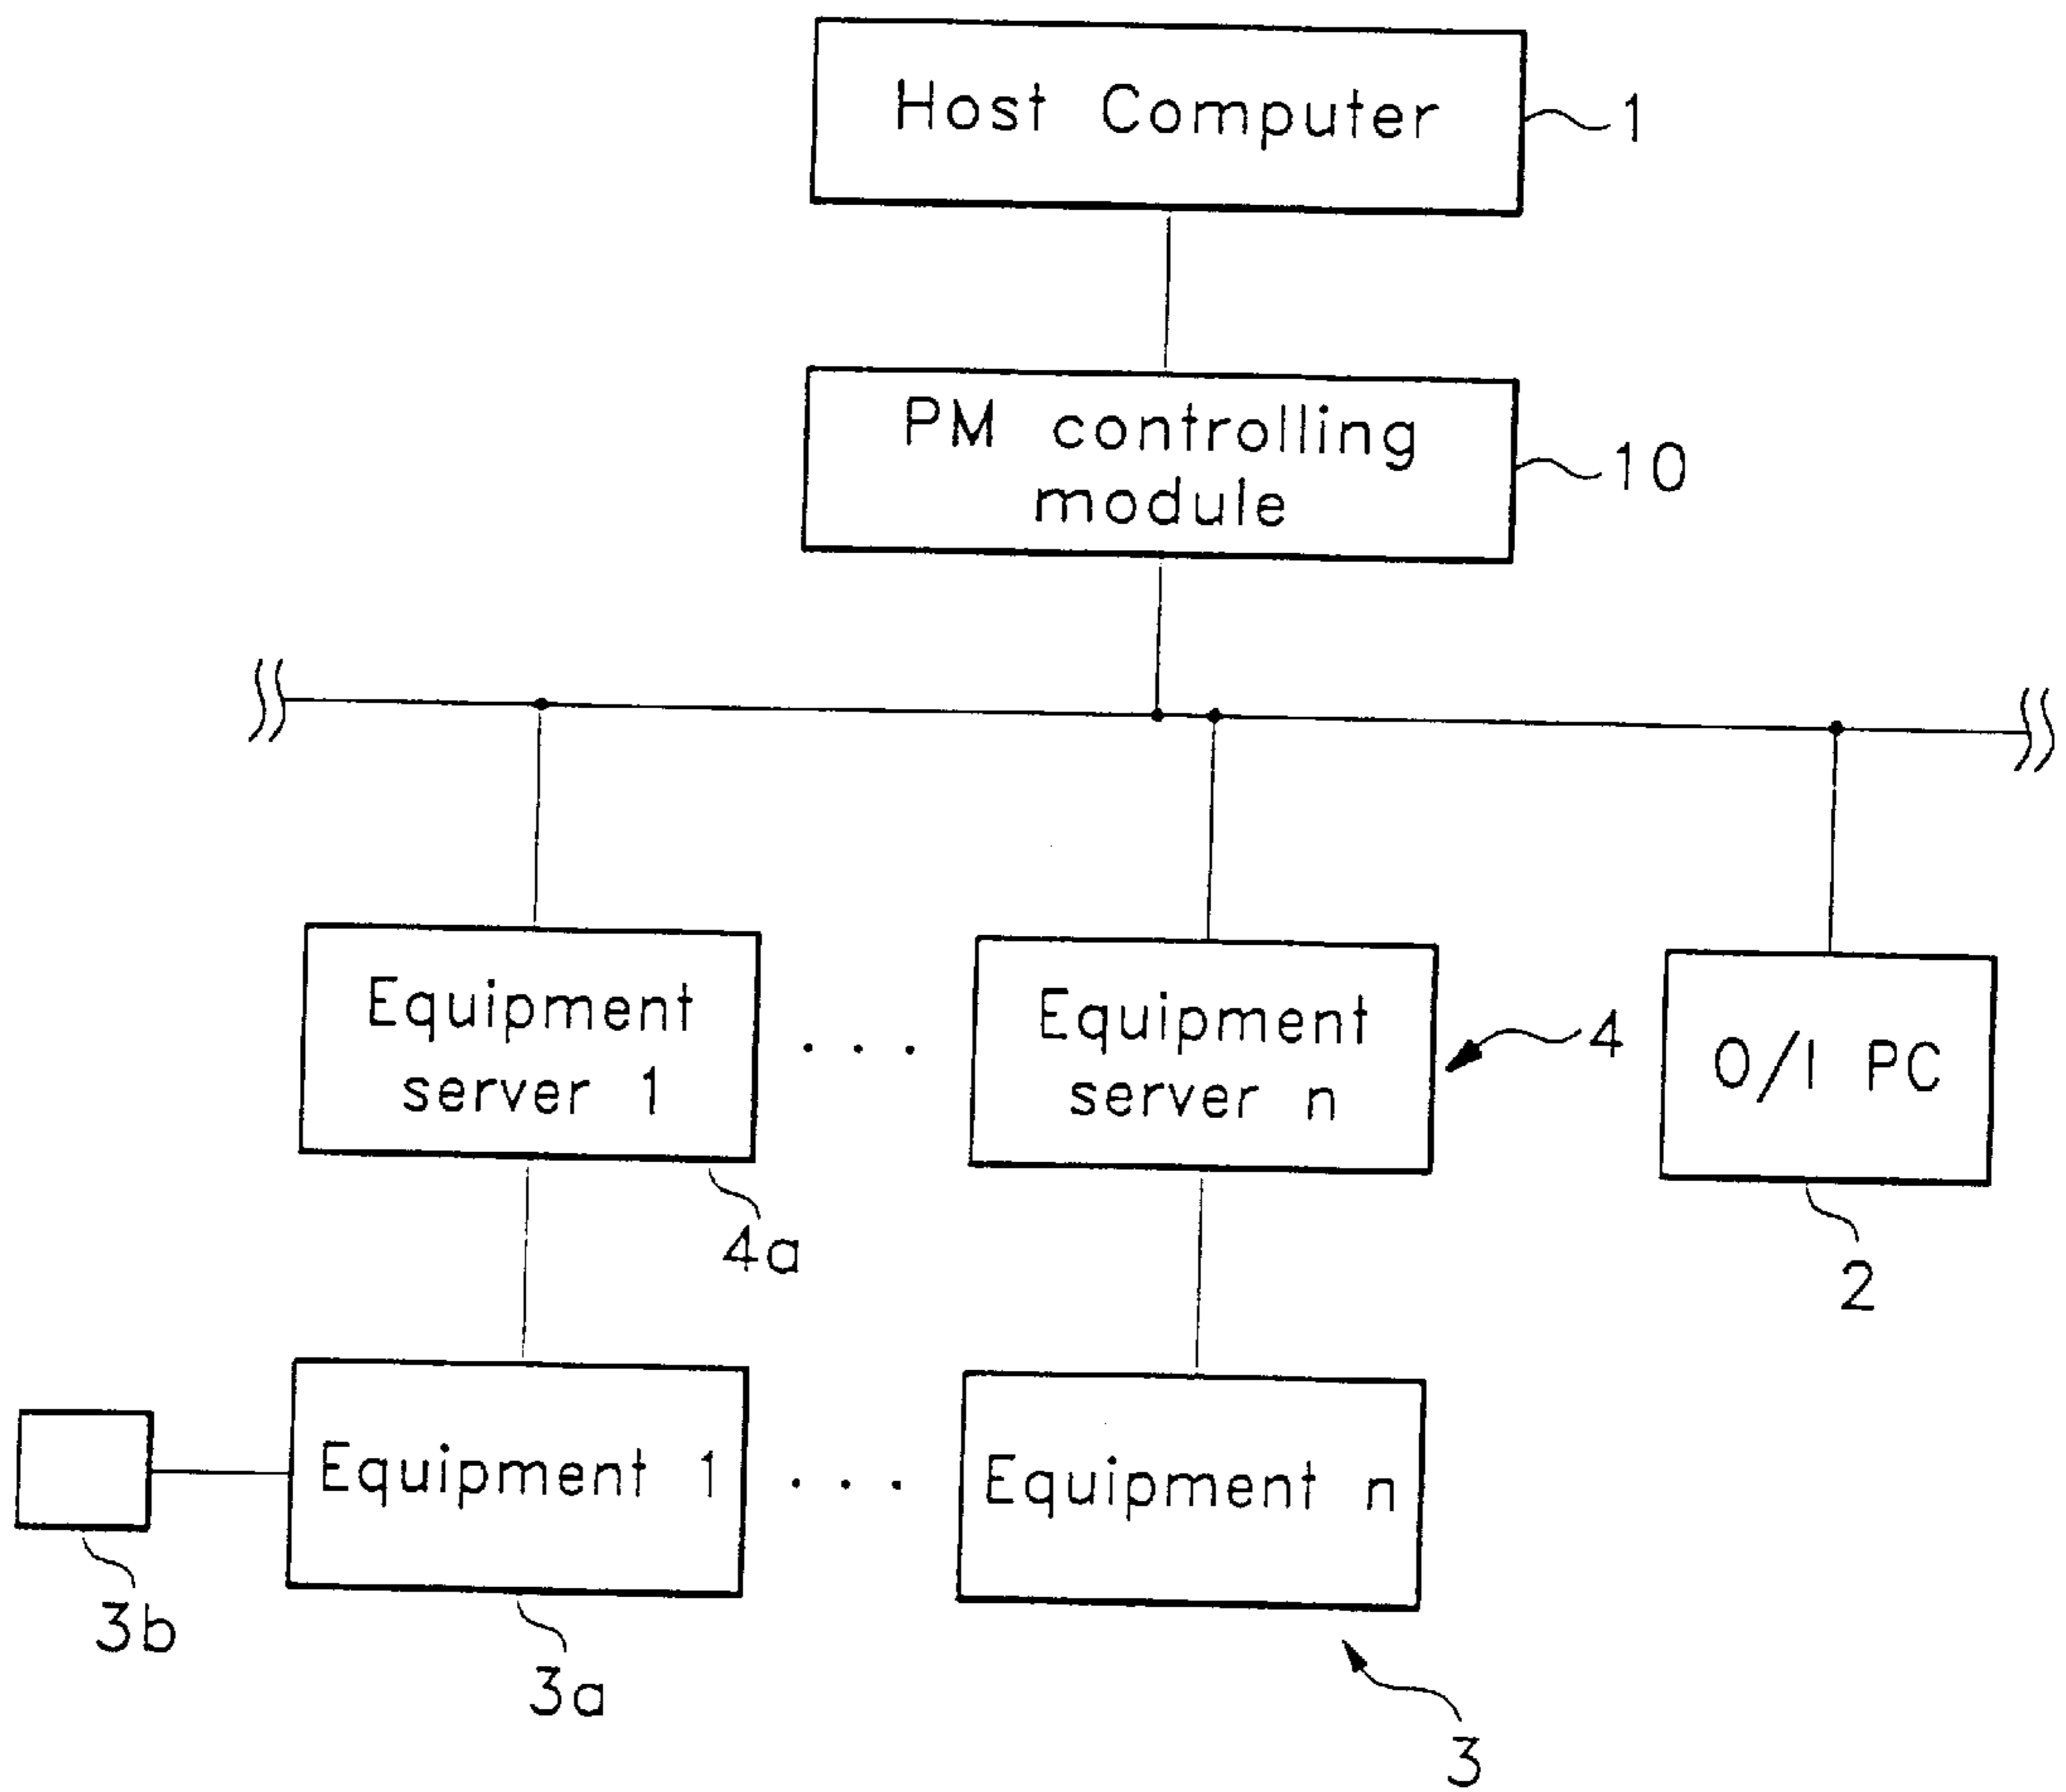 Host Computer
1
PM controlling
module
10
Equipment
server 1
Equipment
server n
4
O/I PC
4a
2
Equipment 1
Equipment n
3b
3a
3